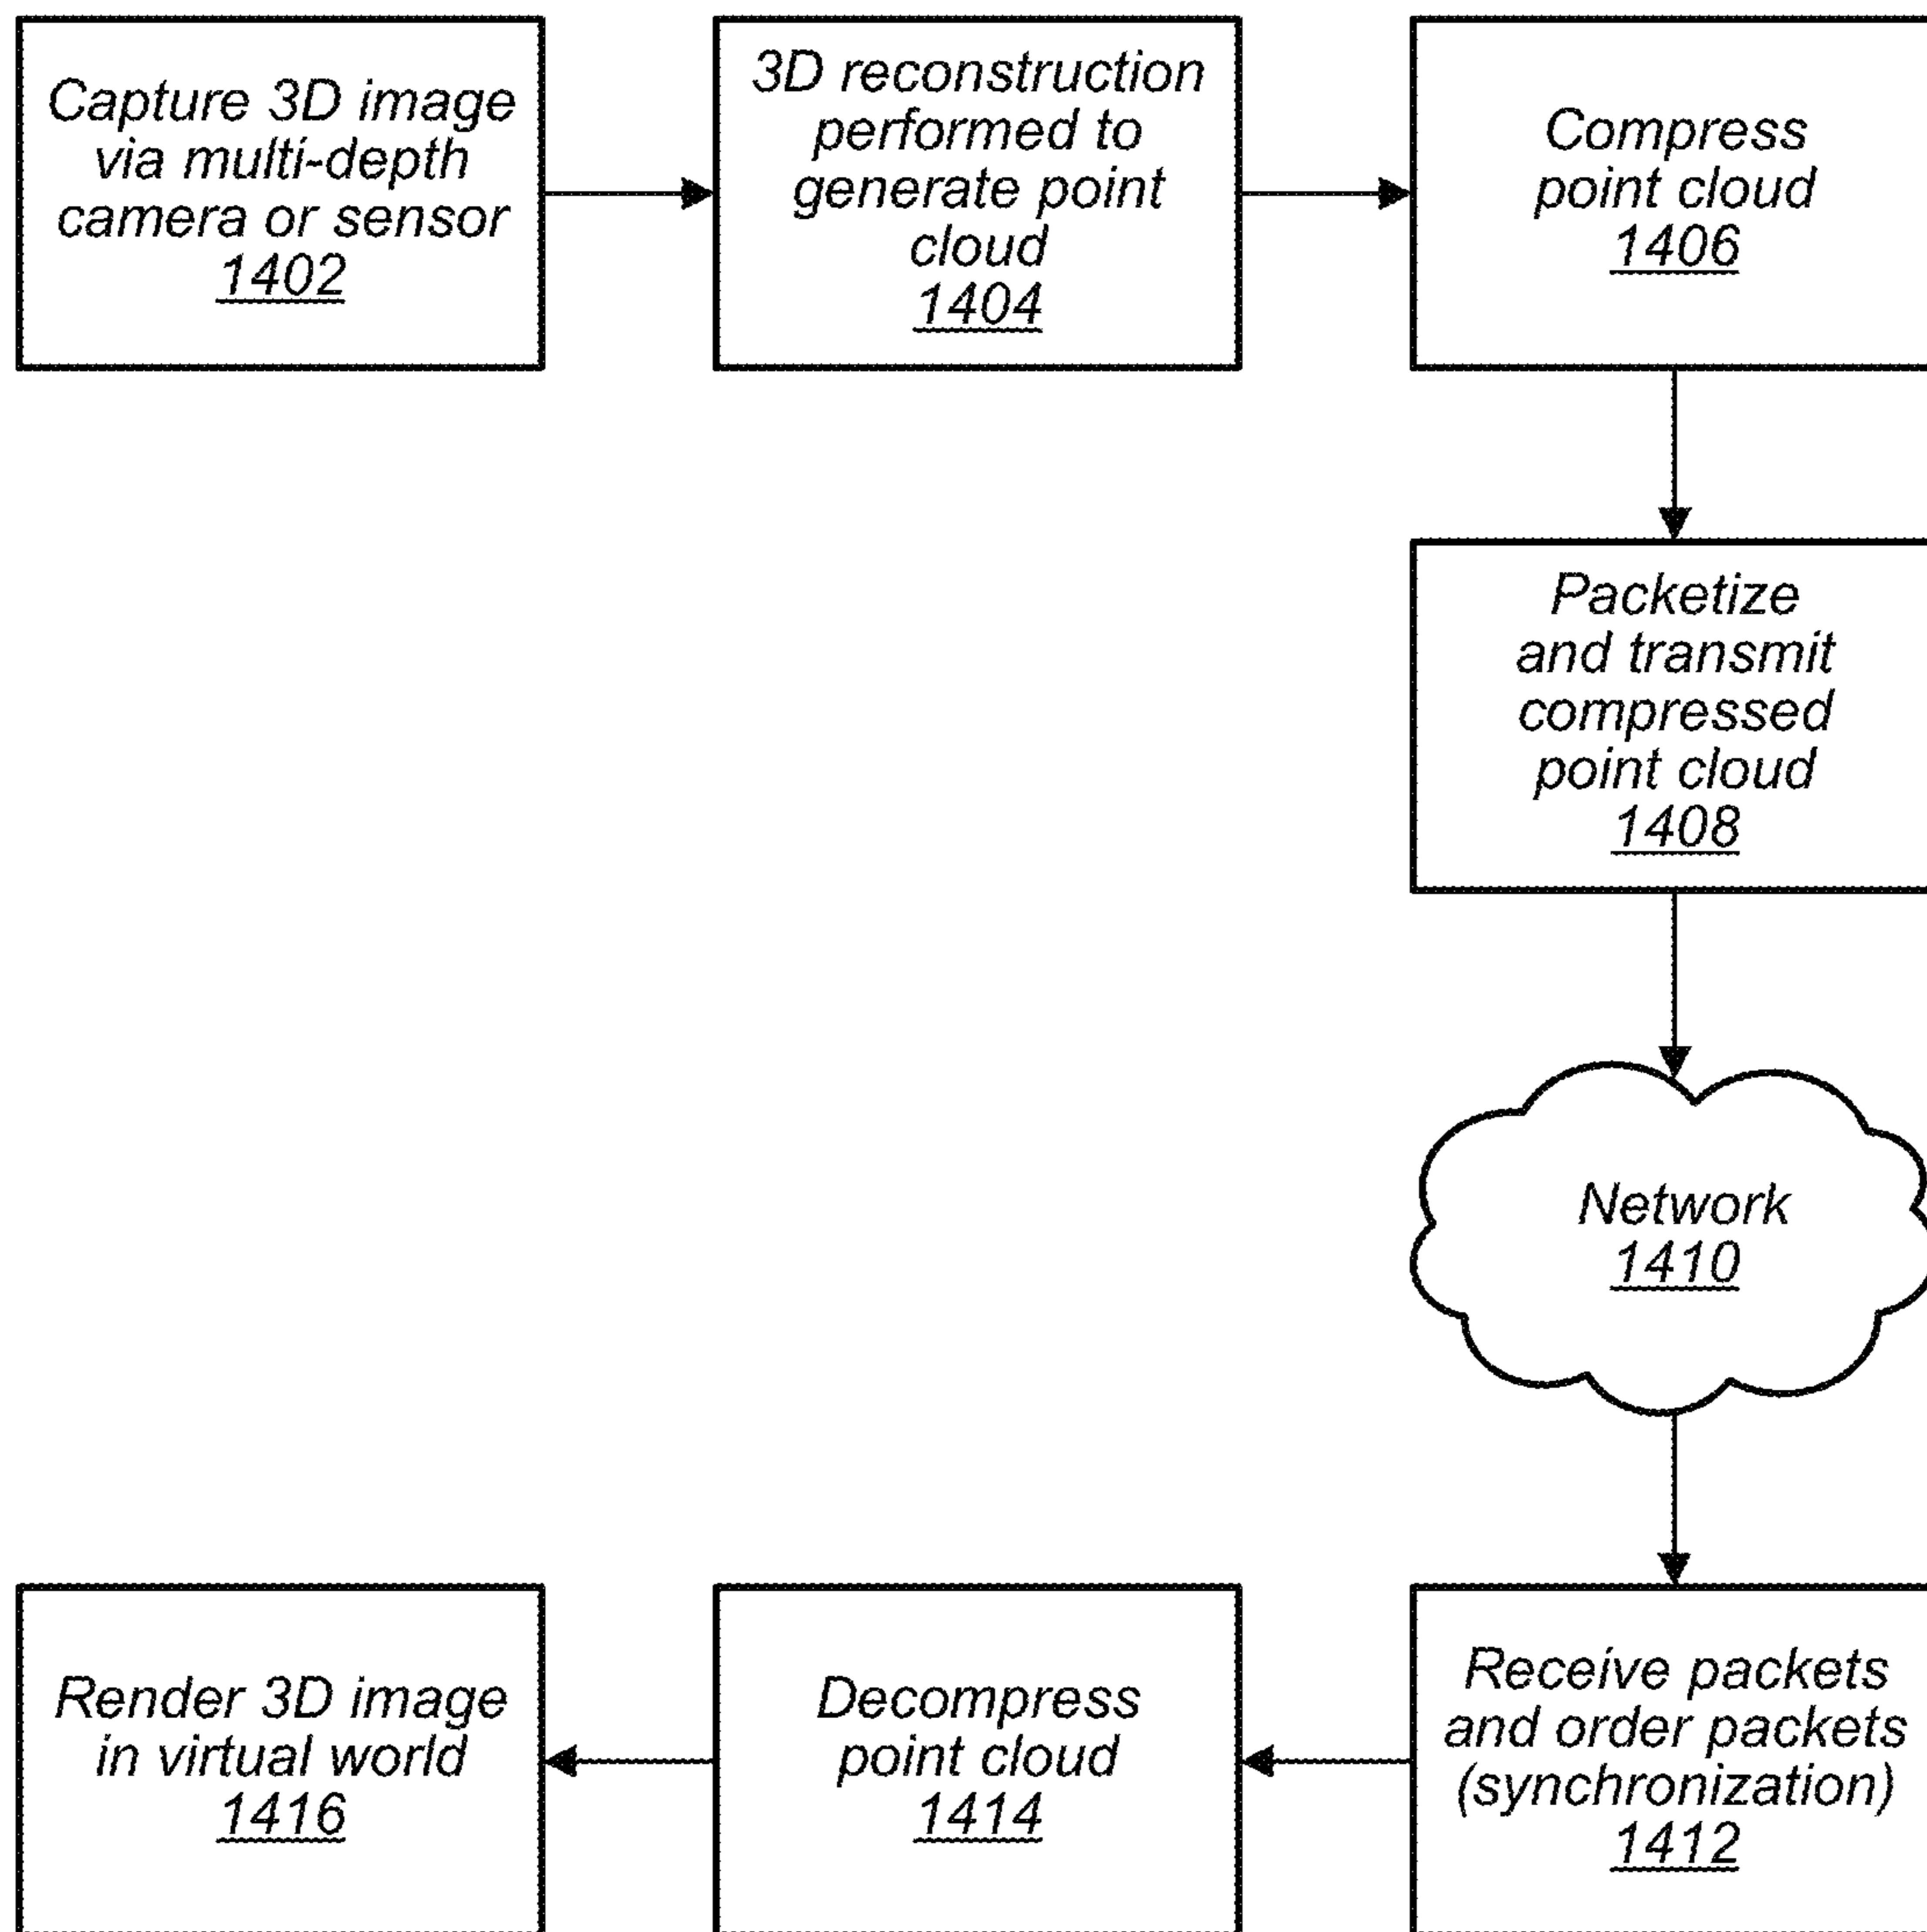 Capture 3D image
via multi-depth
camera or sensor
1402
3D reconstruction
performed to
generate point
cloud
1404
Compress
point cloud
1406
Packetize
and transmit
compressed
point cloud
1408
Network
1410
Receive packets
and order packets
(synchronization)
1412
Decompress
point cloud
1414
Render 3D image
in virtual world
1416